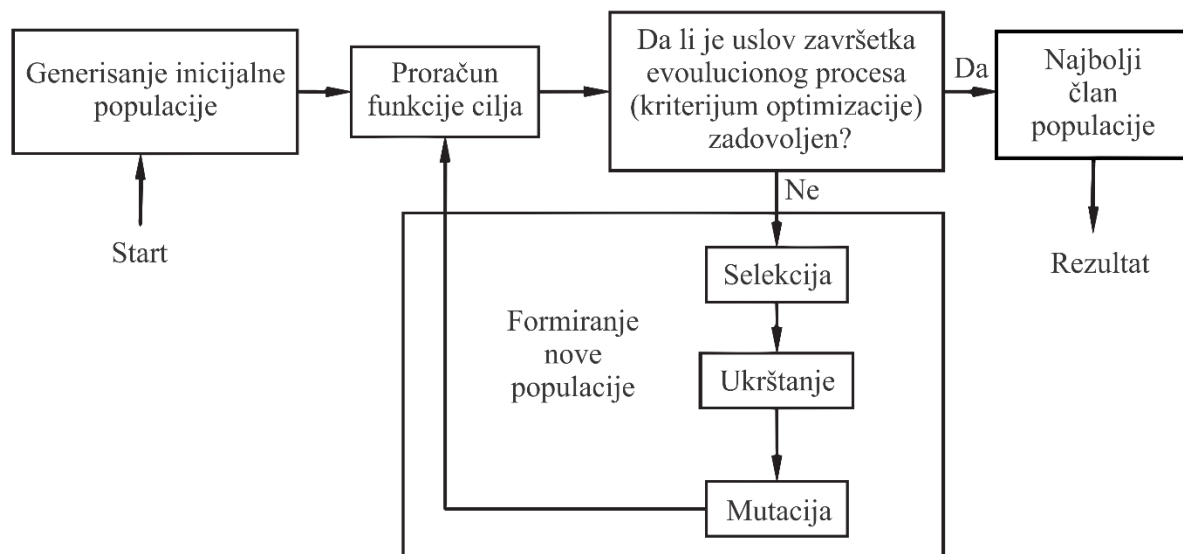 Generisanje inicijalne
populacije
Start
Proračun
funkcije cilja
Da li je uslov završetka
evoulucionog procesa
(kriterijum optimizacije)
zadovoljen?
Da
Najbolji
član
populacije
Rezultat
Ne
Formiranje
nove
populacije
Selekcija
Ukrštanje
Mutacija